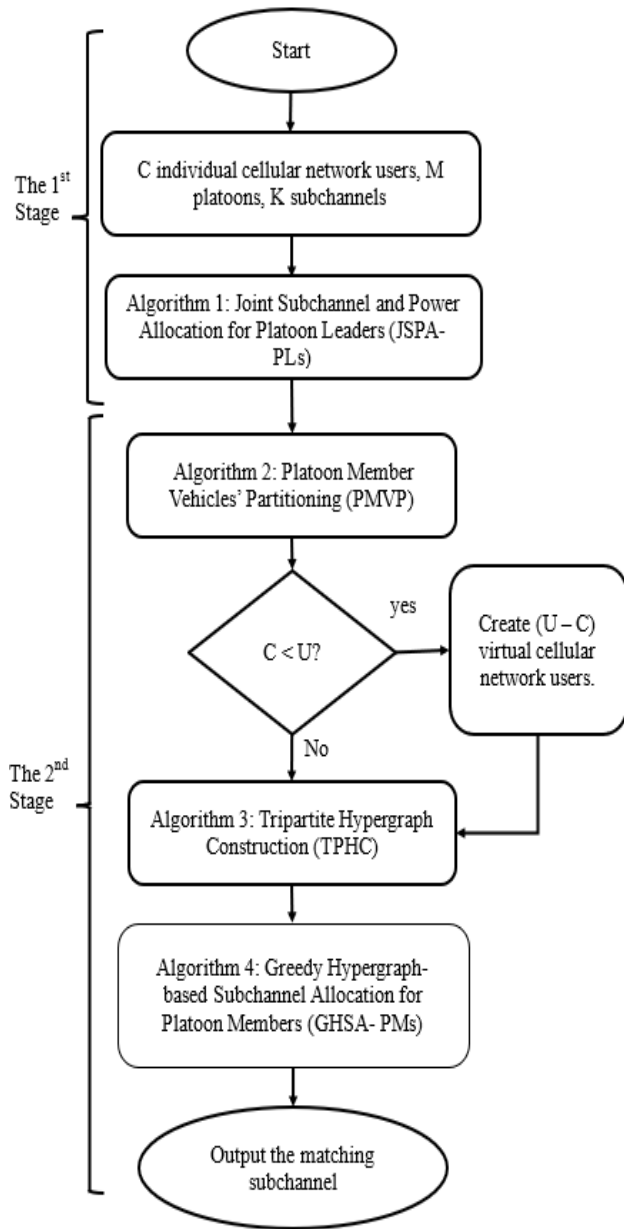 Start
The 1st
Stage
C individual cellular network users, M
platoons, K subchannels
Algorithm 1: Joint Subchannel and Power
Allocation for Platoon Leaders (JSPA-
PLs)
Algorithm 2: Platoon Member
Vehicles’ Partitioning (PMVP)
C < U?
yes
Create (U – C)
virtual cellular
network users.
No
The 2nd
Stage
Algorithm 3: Tripartite Hypergraph
Construction (TPHC)
Algorithm 4: Greedy Hypergraph-
based Subchannel Allocation for
Platoon Members (GHSA- PMs)
Output the matching
subchannel